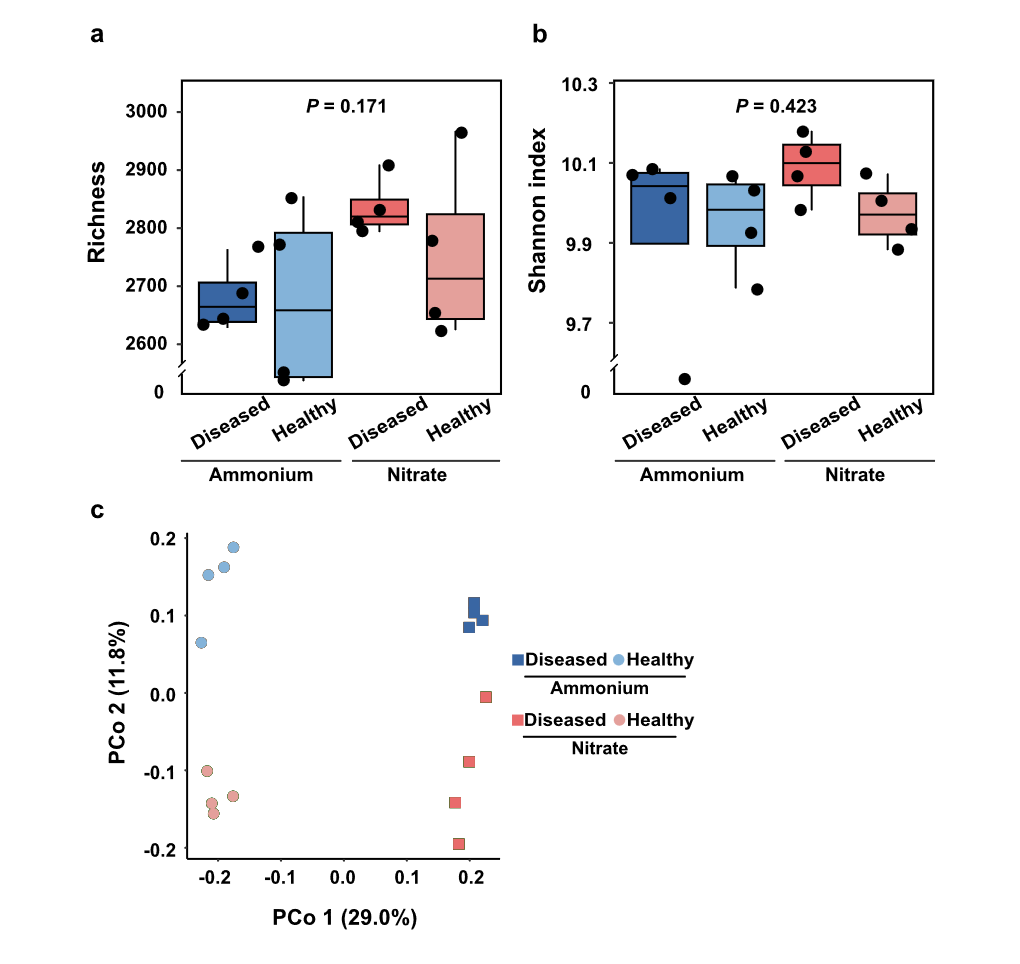 a
P = 0.171
Richness
3000
2900
2800
2700
2600
0
Diseased
Healthy
Diseased
Healthy
Ammonium
Nitrate
b
P = 0.423
Shannon index
10.3
10.1
9.9
9.7
0
Diseased
Healthy
Diseased
Healthy
Ammonium
Nitrate
c
PCo 2 (11.8%)
0.2
0.1
0.0
-0.1
-0.2
-0.2 -0.1 0.0 0.1 0.2
PCo 1 (29.0%)
Diseased Healthy
Ammonium
Diseased Healthy
Nitrate